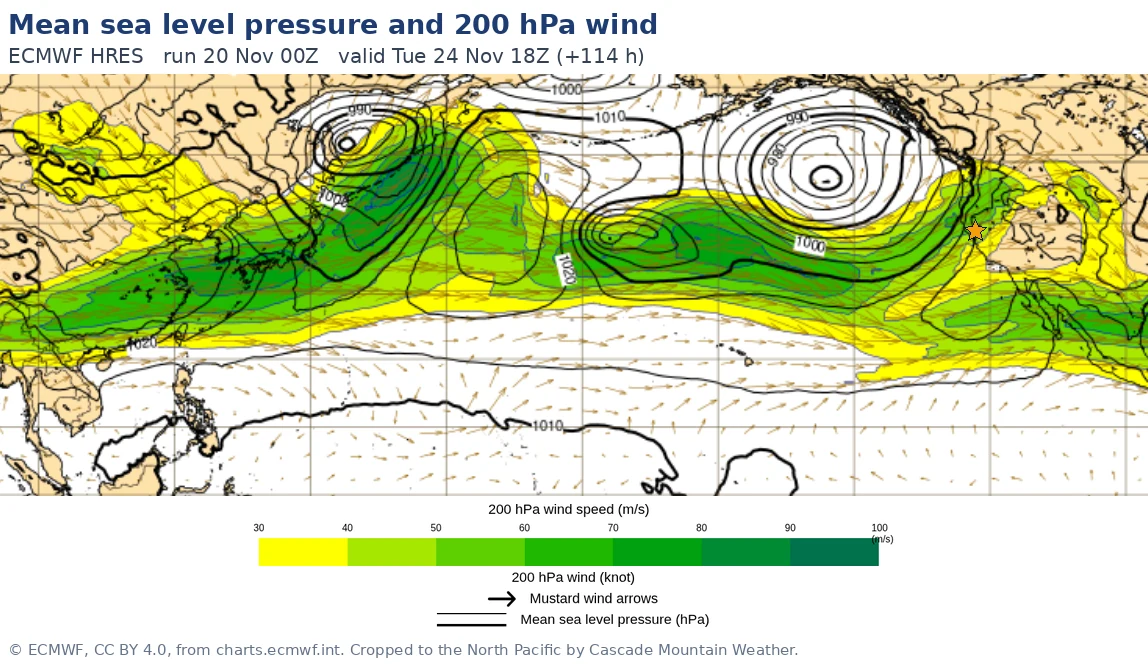 Mean sea level pressure and 200 hPa wind
ECMWF HRES run 20 Nov 00Z valid Tue 24 Nov 18Z (+114 h)
1000
990
1010
990
980
1000
1000
1020
1020
1010
200 hPa wind speed (m/s)
30 40 50 60 70 80 90 100
(m/s)
200 hPa wind (knot)
Mustard wind arrows
Mean sea level pressure (hPa)
© ECMWF, CC BY 4.0, from charts.ecmwf.int. Cropped to the North Pacific by Cascade Mountain Weather.